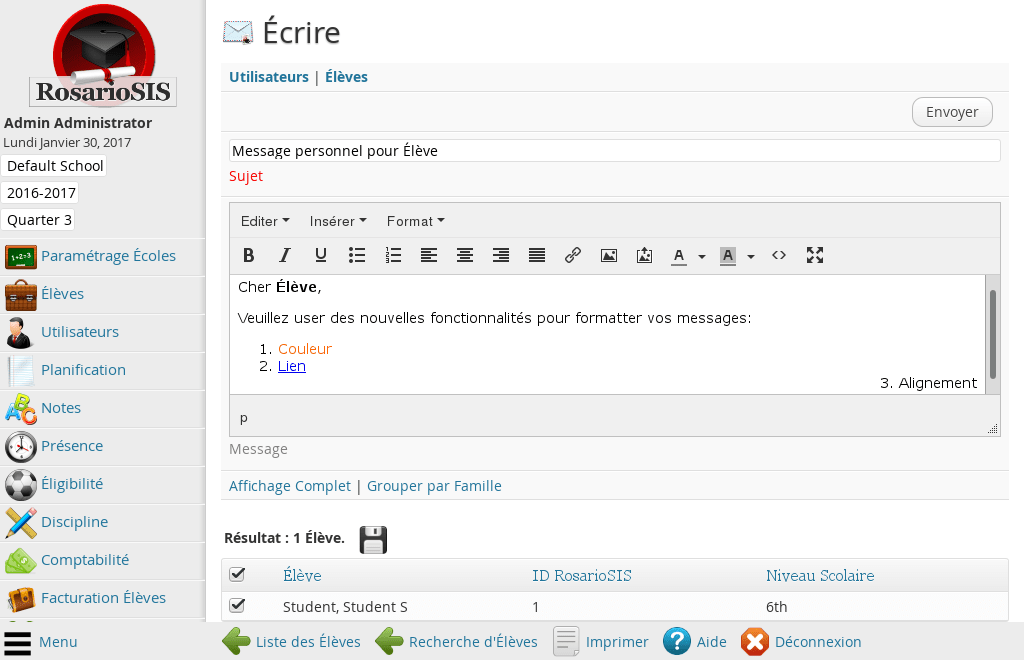 RosarioSIS
Admin Administrator
Lundi Janvier 30, 2017
Default School
2016-2017
Quarter 3
Paramétrage Écoles
1+2=3
Élèves
Utilisateurs
Planification
ABC
Notes
Présence
Éligibilité
Discipline
Comptabilité
Facturation Élèves
Menu
Écrire
Utilisateurs | Élèves
Envoyer
Message personnel pour Élève
Sujet
Editer Insérer Format
B I U A A <>
Cher Élève,
Veuillez user des nouvelles fonctionnalités pour formatter vos messages:
1. Couleur
2. Lien
3. Alignement
p
Message
Affichage Complet | Grouper par Famille
Résultat : 1 Élève.
Élève ID RosarioSIS Niveau Scolaire
Student, Student S 1 6th
Liste des Élèves Recherche d'Élèves Imprimer ? Aide Déconnexion